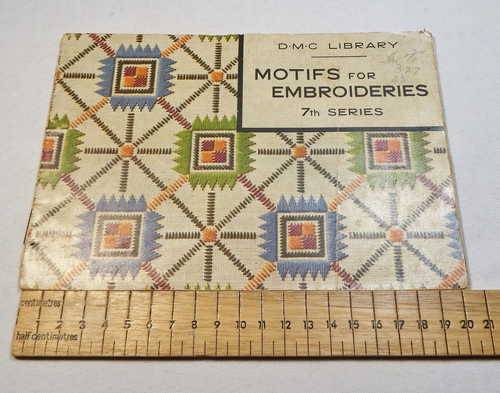 D·M·C LIBRARY
MOTIFS FOR
EMBROIDERIES
7th SERIES
centimetres
2 3 4 5 6 7 8 9 10 11 12 13 14 15 16 17 18 19 20 21
half centimetres